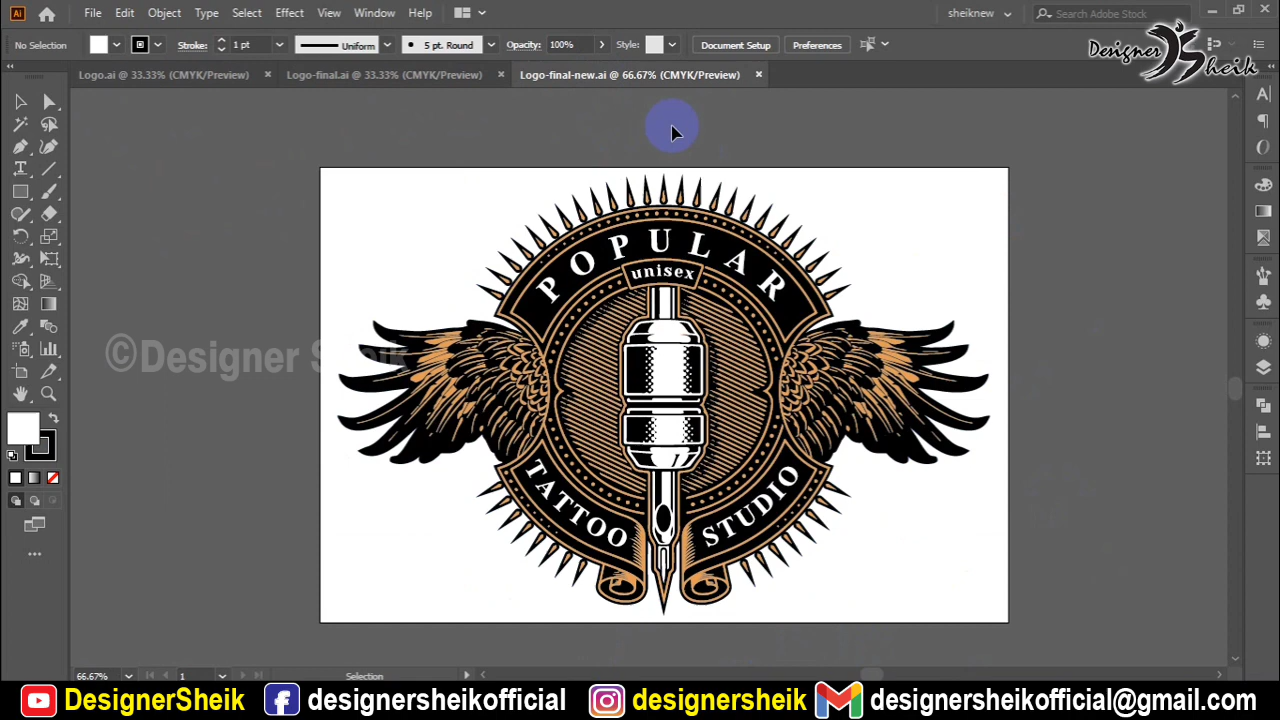 Ai File Edit Object Type Select Effect View Window Help sheiknew Search Adobe Stock
No Selection Stroke: 1 pt Uniform 5 pt. Round Opacity: 100% Style: Document Setup Preferences
Designer Sheik
Logo.ai @ 33.33% (CMYK/Preview) × Logo-final.ai @ 33.33% (CMYK/Preview) × Logo-final-new.ai @ 66.67% (CMYK/Preview) ×
POPULAR
unisex
©Designer Sheik
TATTOO STUDIO
66.67% 1 Selection
DesignerSheik designersheikofficial designersheik designersheikofficial@gmail.com